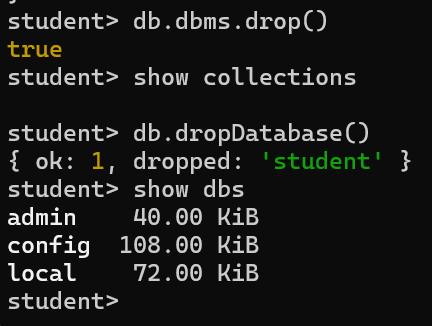 student> db.dbms.drop()
true
student> show collections
student> db.dropDatabase()
{ ok: 1, dropped: 'student' }
student> show dbs
admin    40.00 KiB
config  108.00 KiB
local    72.00 KiB
student>